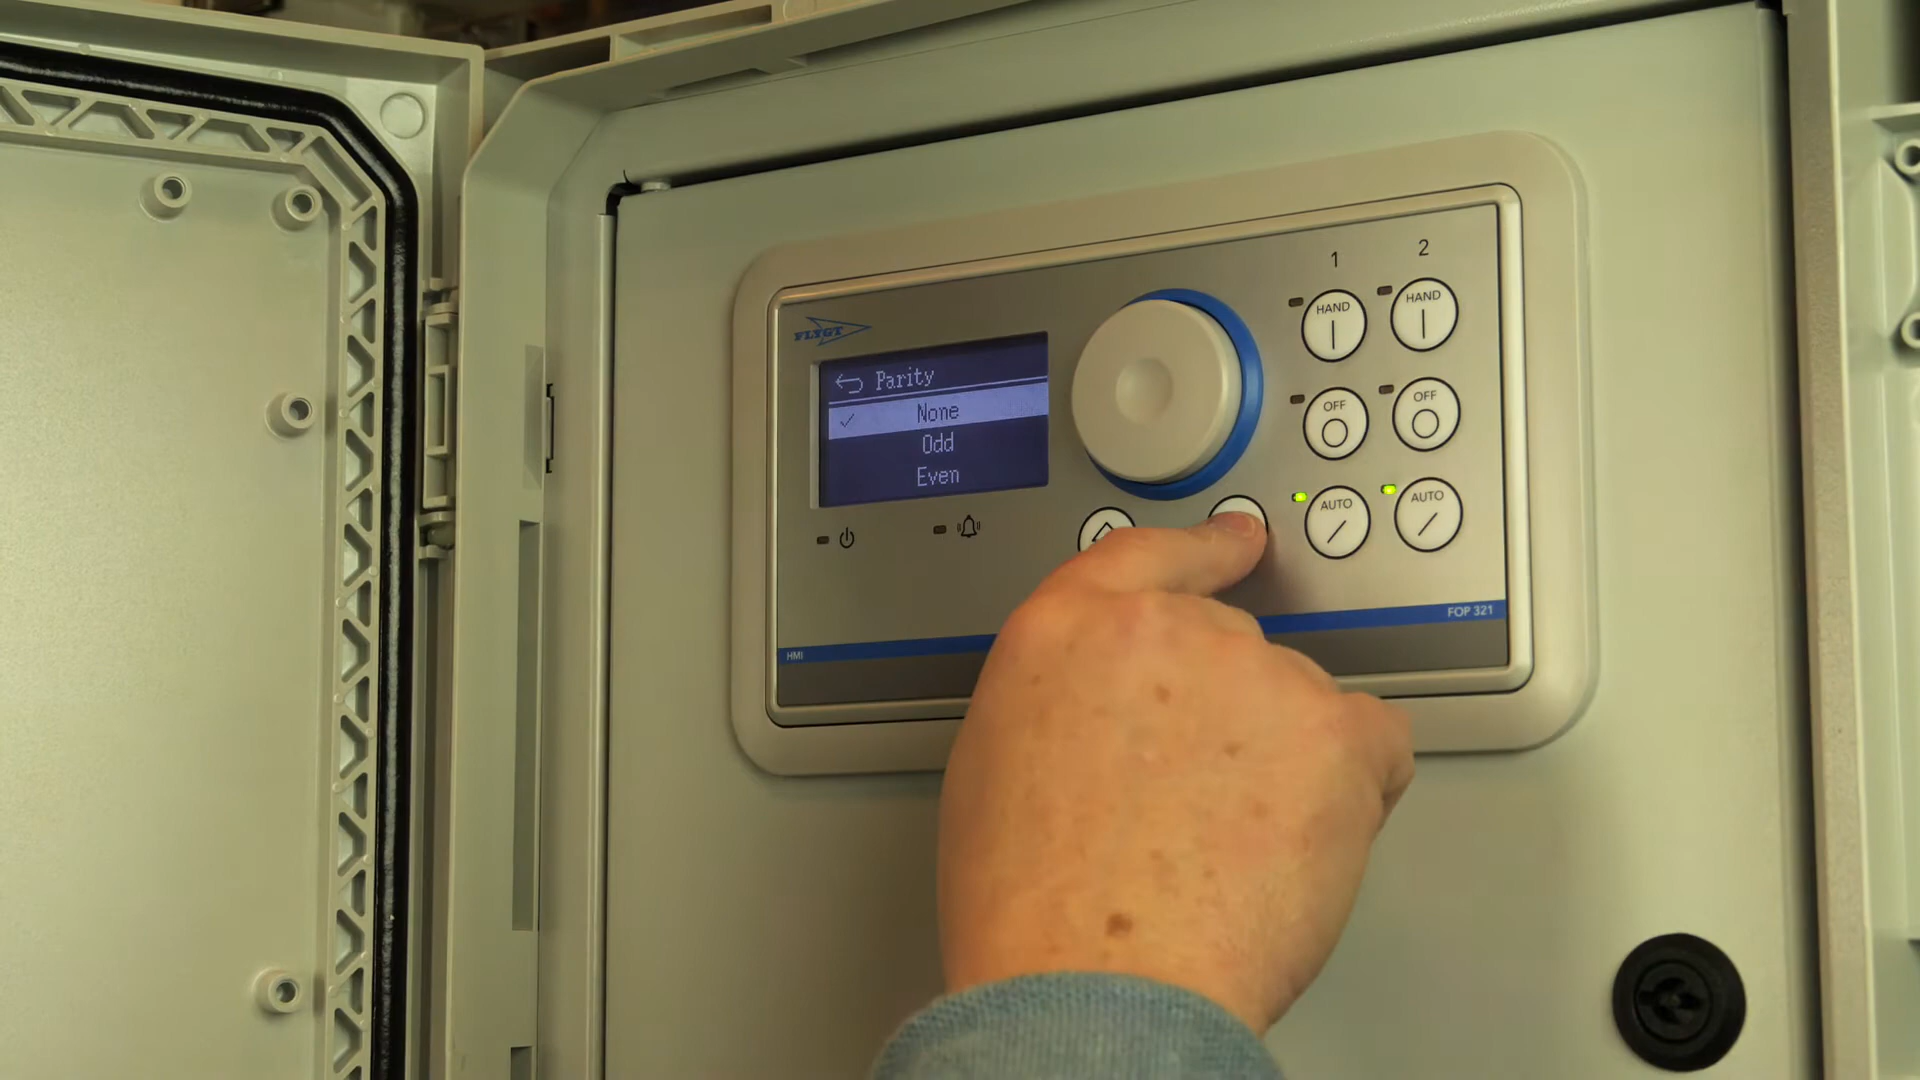 FLYGT
Parity
None
Odd
Even
1
2
HAND
HAND
OFF
OFF
AUTO
AUTO
HMI
FOP 321